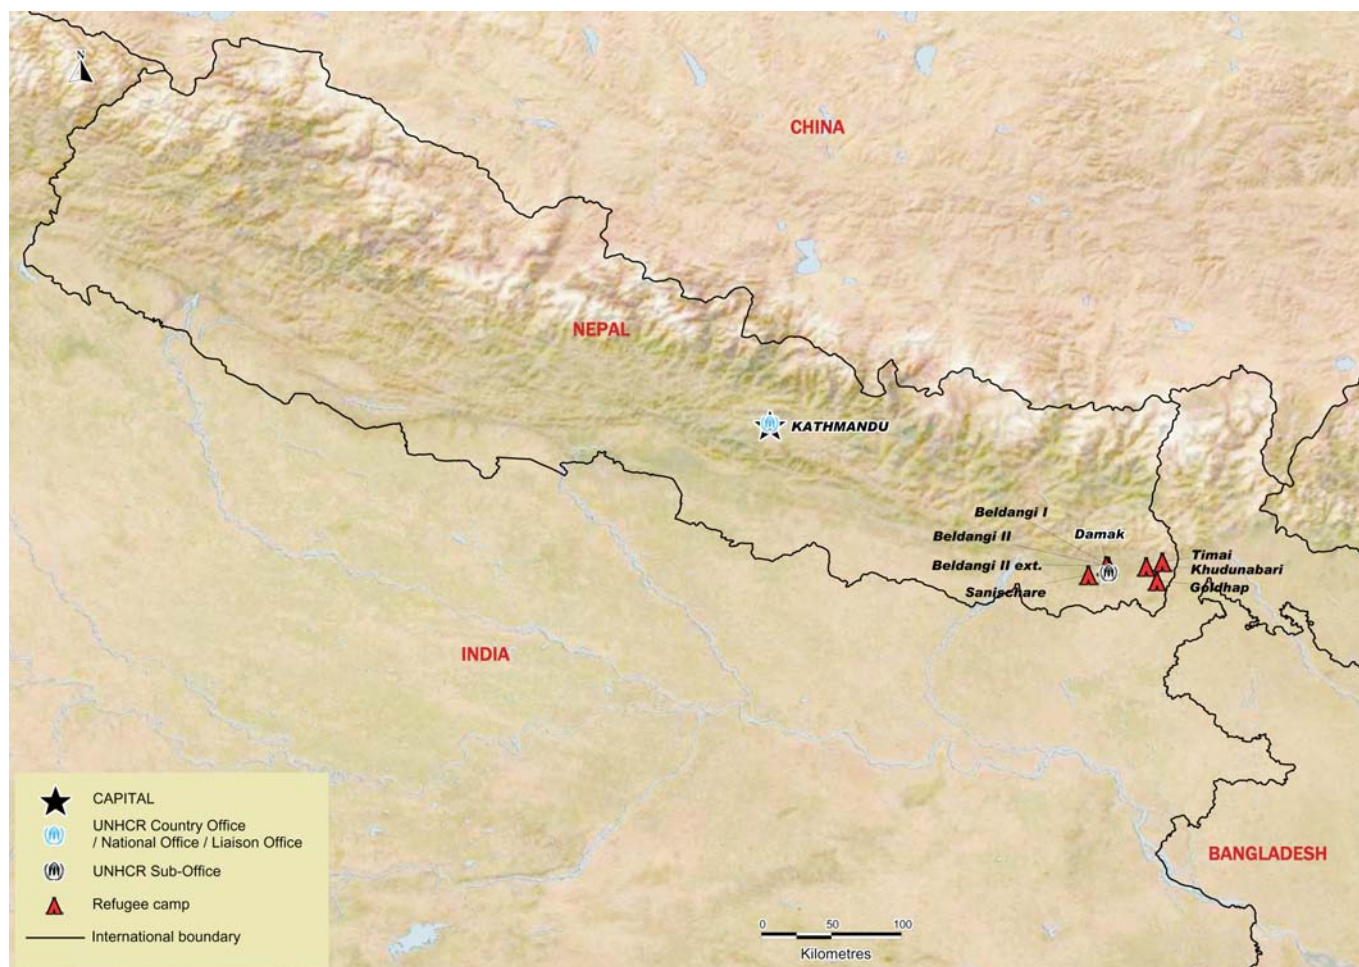 N
CHINA
NEPAL
KATHMANDU
Beldangi I
Damak
Beldangi II
Beldangi II ext.
Sanischare
Timai
Khudunabari
Goldhap
INDIA
BANGLADESH
CAPITAL
UNHCR Country Office
/ National Office / Liaison Office
UNHCR Sub-Office
Refugee camp
International boundary
0 50 100
Kilometres